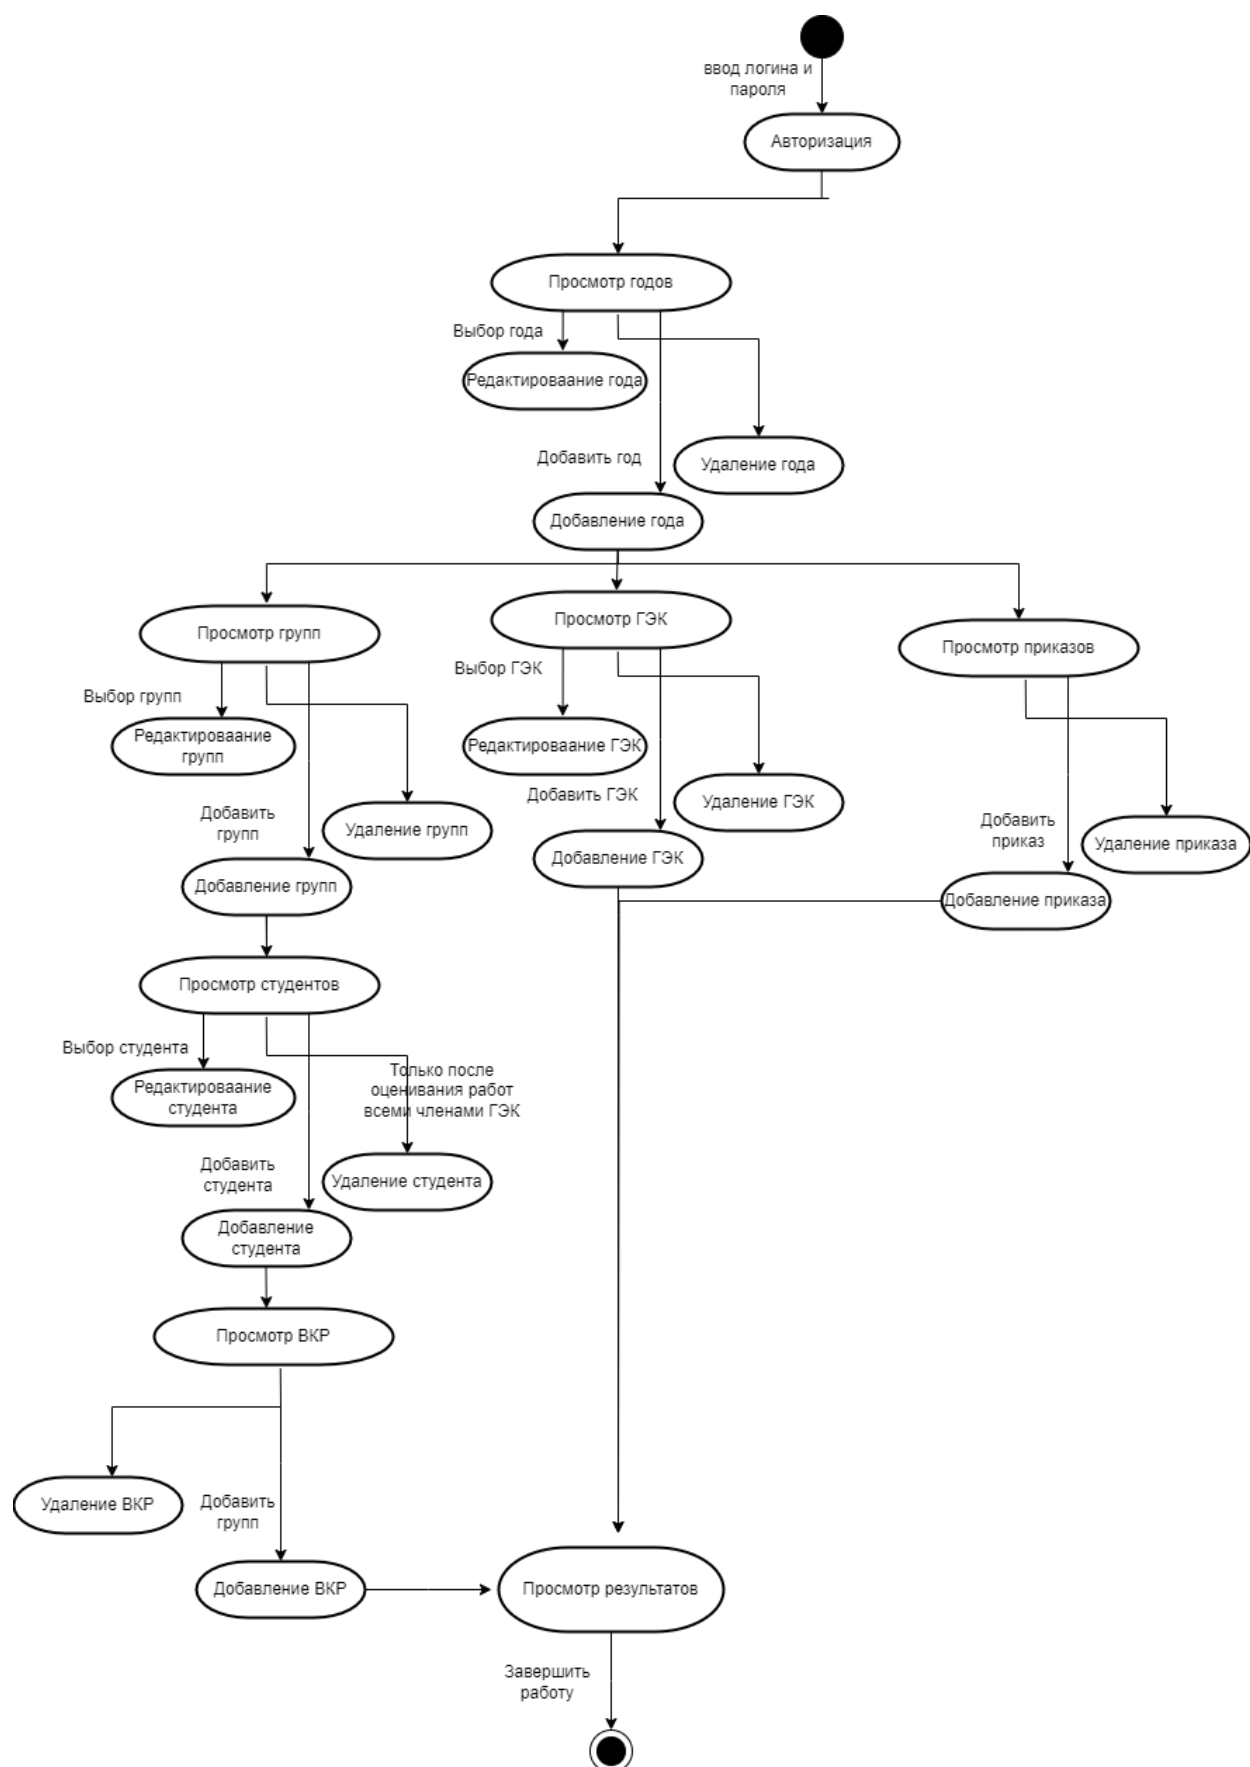 ввод логина и
пароля
Авторизация
Просмотр годов
Выбор года
Редактироваание года
Добавить год
Удаление года
Добавление года
Просмотр групп
Просмотр ГЭК
Просмотр приказов
Выбор групп
Выбор ГЭК
Редактироваание
групп
Редактироваание ГЭК
Добавить ГЭК
Удаление ГЭК
Добавить
групп
Удаление групп
Добавить
приказ
Удаление приказа
Добавление ГЭК
Добавление групп
Добавление приказа
Просмотр студентов
Выбор студента
Редактироваание
студента
Только после
оценивания работ
всеми членами ГЭК
Добавить
студента
Удаление студента
Добавление
студента
Просмотр ВКР
Удаление ВКР
Добавить
групп
Добавление ВКР
Просмотр результатов
Завершить
работу